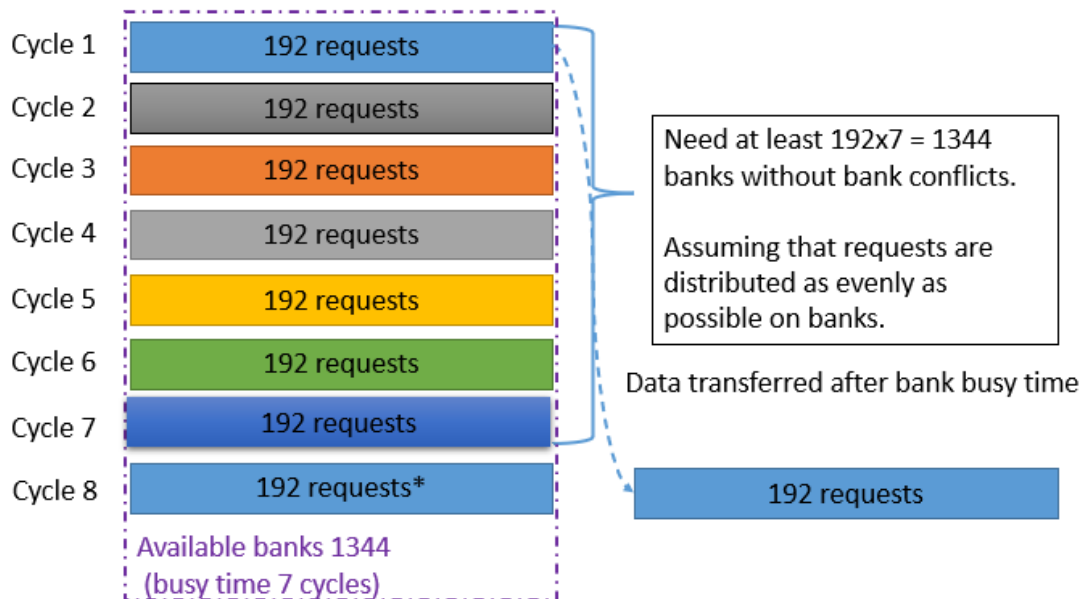 Cycle 1
192 requests
Cycle 2
192 requests
Cycle 3
192 requests
Cycle 4
192 requests
Cycle 5
192 requests
Cycle 6
192 requests
Cycle 7
192 requests
Cycle 8
192 requests*
Available banks 1344
(busy time 7 cycles)
Need at least 192x7 = 1344
banks without bank conflicts.
Assuming that requests are
distributed as evenly as
possible on banks.
Data transferred after bank busy time
192 requests